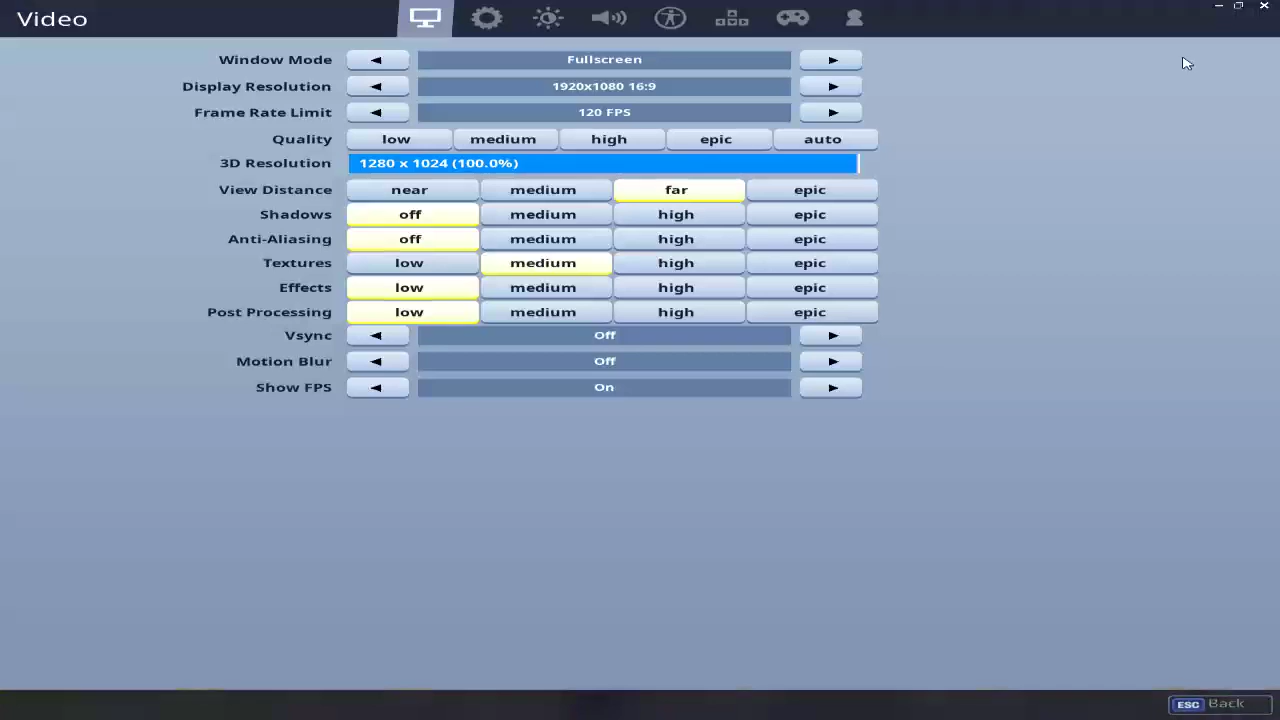 Video
Window Mode Fullscreen
Display Resolution 1920x1080 16:9
Frame Rate Limit 120 FPS
Quality low medium high epic auto
3D Resolution 1280 x 1024 (100.0%)
View Distance near medium far epic
Shadows off medium high epic
Anti-Aliasing off medium high epic
Textures low medium high epic
Effects low medium high epic
Post Processing low medium high epic
Vsync Off
Motion Blur Off
Show FPS On
ESC Back